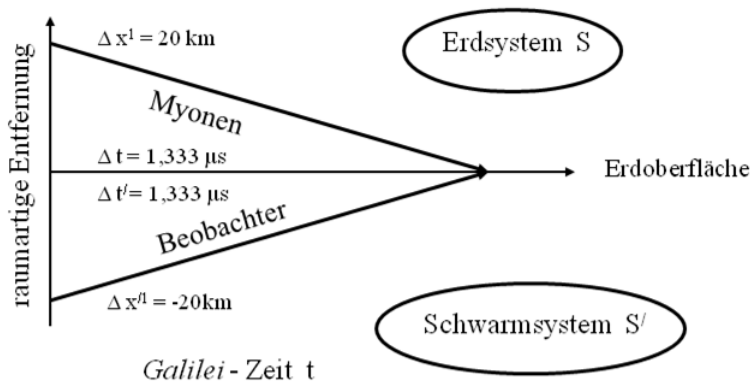 Δ x¹ = 20 km
Erdsystem S
Myonen
raumartige Entfernung
Δ t = 1,333 µs
Erdoberfläche
Δ t′ = 1,333 µs
Beobachter
Δ x′¹ = -20km
Schwarmsystem S′
Galilei - Zeit t